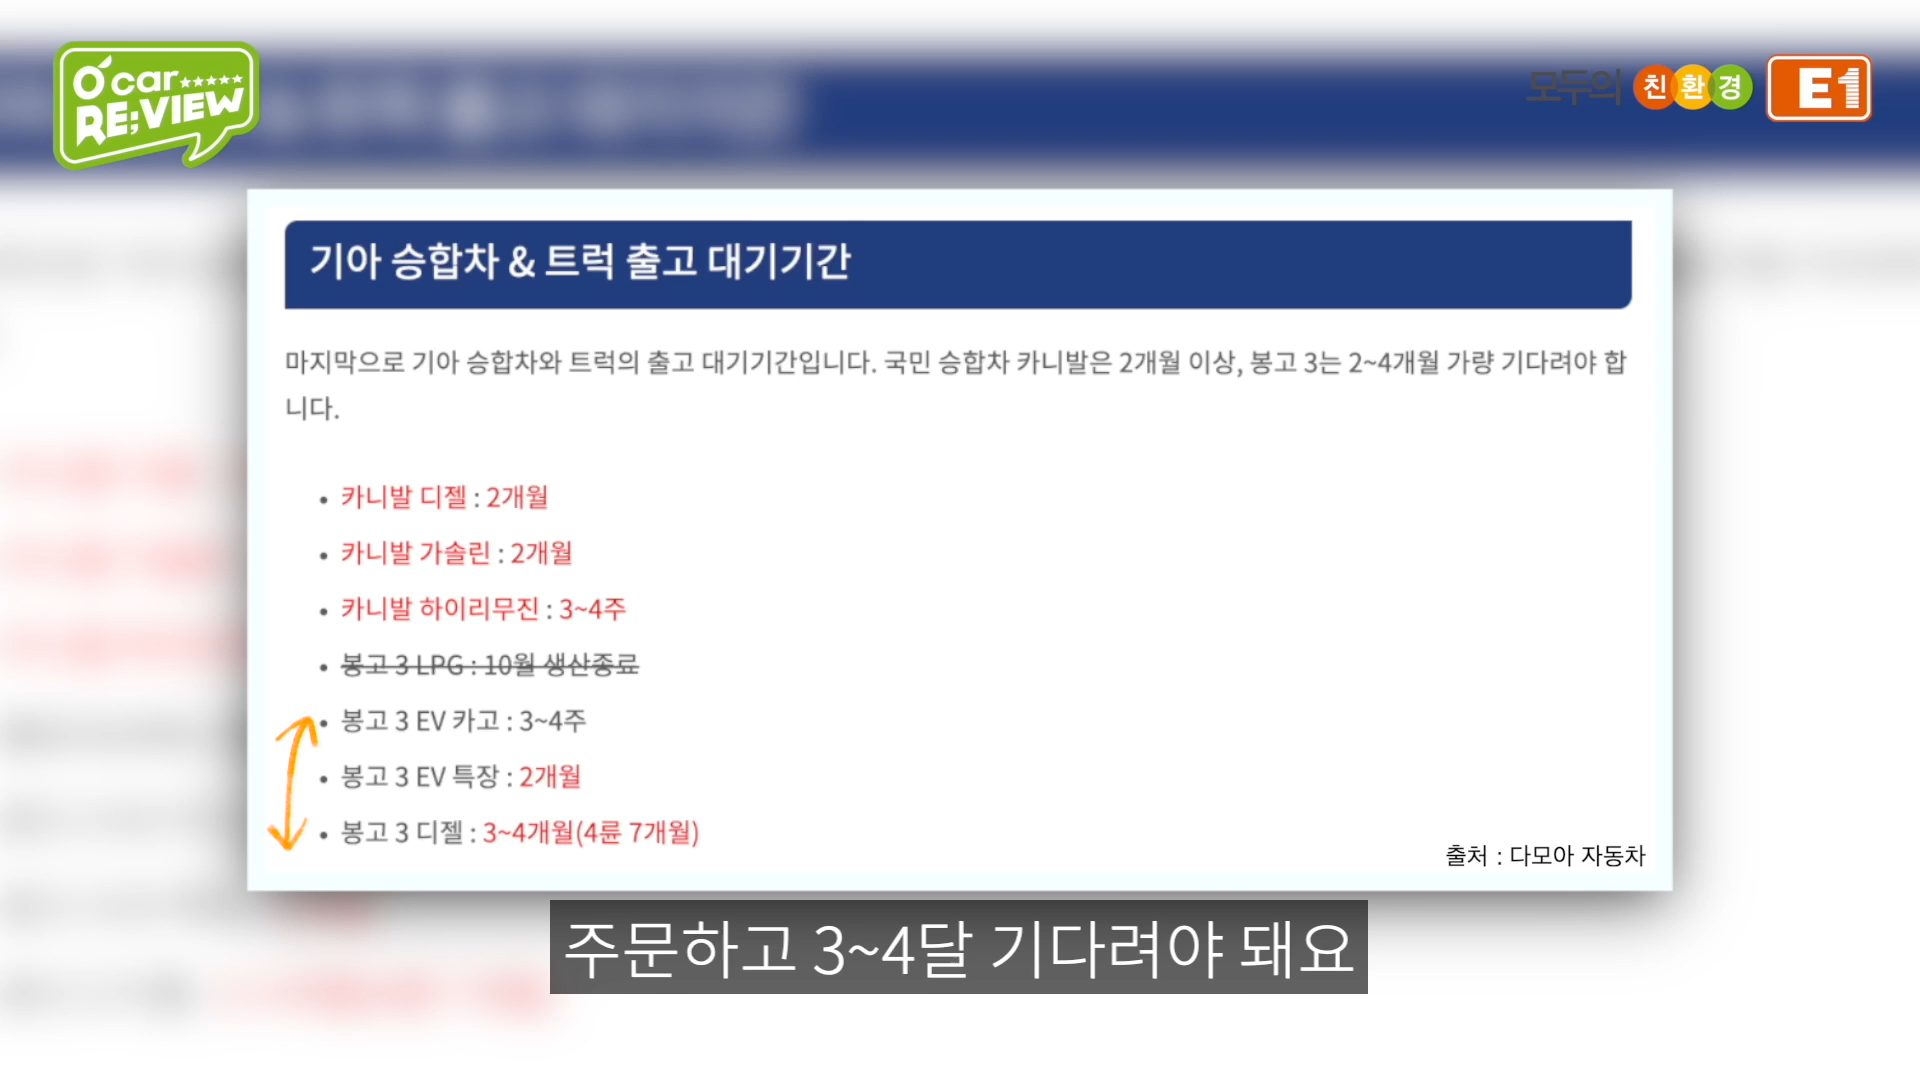 O'car
RE;VIEW
모두의 친환경 E1
기아 승합차 & 트럭 출고 대기기간
마지막으로 기아 승합차와 트럭의 출고 대기기간입니다. 국민 승합차 카니발은 2개월 이상, 봉고 3는 2~4개월 가량 기다려야 합
니다.
• 카니발 디젤 : 2개월
• 카니발 가솔린 : 2개월
• 카니발 하이리무진 : 3~4주
• 봉고 3 LPG : 10월 생산종료
• 봉고 3 EV 카고 : 3~4주
• 봉고 3 EV 특장 : 2개월
• 봉고 3 디젤 : 3~4개월(4륜 7개월)
출처 : 다모아 자동차
주문하고 3~4달 기다려야 돼요